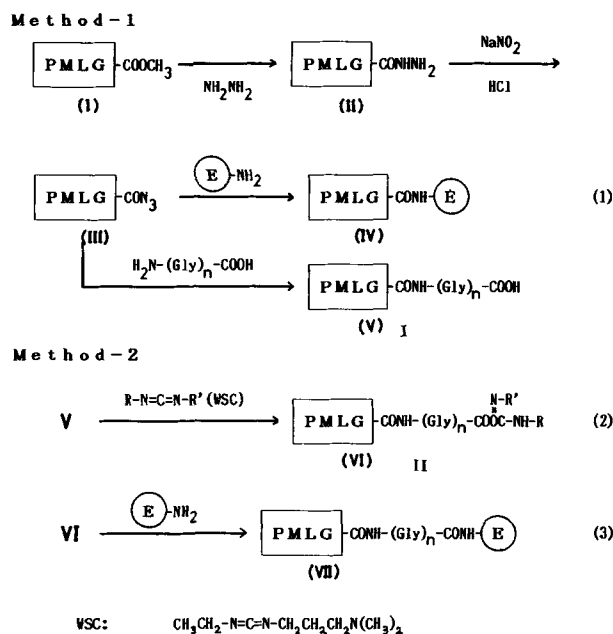 Method-1
PMLG COOCH3 NH2NH2 PMLG CONHNH2 NaNO2 HCl
(I) (II)
PMLG CON3 E NH2 PMLG CONH E (1)
(III) (IV)
H2N-(Gly)n-COOH PMLG CONH-(Gly)n-COOH
(V) I
Method-2
V R-N=C=N-R'(WSC) PMLG CONH-(Gly)n-COOC-NH-R N-R' (2)
(VI) II
VI E NH2 PMLG CONH-(Gly)n-CONH E (3)
(VII)
WSC: CH3CH2-N=C=N-CH2CH2CH2N(CH3)2